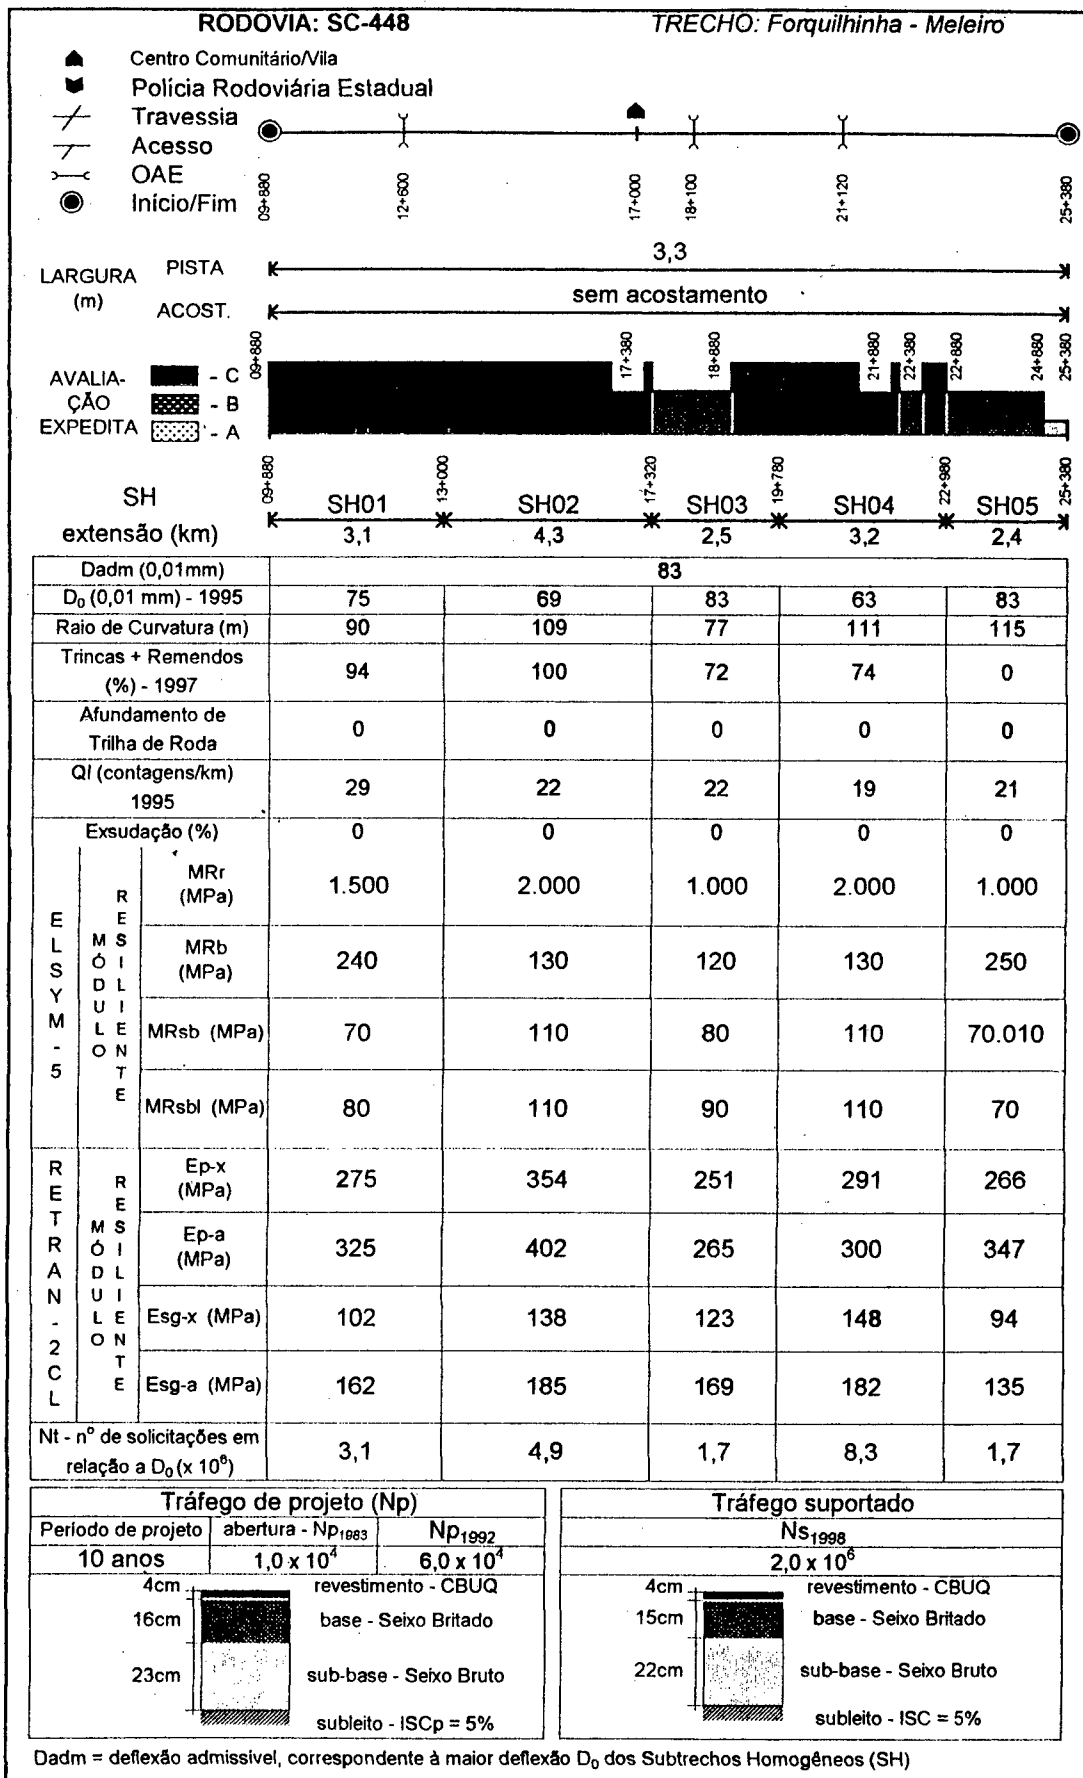 RODOVIA: SC-448 TRECHO: Forquilhinha - Meleiro
Centro Comunitário/Vila
Polícia Rodoviária Estadual
Travessia
Acesso
OAE
Início/Fim
09+880 12+600 17+000 18+100 21+120 25+380
LARGURA (m)
PISTA 3,3
ACOST. sem acostamento
09+880 17+380 18+880 21+880 22+380 22+880 24+880 25+380
AVALIA-
ÇÃO
EXPEDITA
- C
- B
- A
09+880 13+000 17+320 19+780 22+980 25+380
SH SH01 SH02 SH03 SH04 SH05
extensão (km) 3,1 4,3 2,5 3,2 2,4
Dadm (0,01mm) 83
D₀ (0,01 mm) - 1995 75 69 83 63 83
Raio de Curvatura (m) 90 109 77 111 115
Trincas + Remendos
(%) - 1997 94 100 72 74 0
Afundamento de
Trilha de Roda 0 0 0 0 0
QI (contagens/km)
1995 29 22 22 19 21
Exsudação (%) 0 0 0 0 0
ELSYM-5
MÓDULO RESILIENTE
MRr
(MPa) 1.500 2.000 1.000 2.000 1.000
MRb
(MPa) 240 130 120 130 250
MRsb (MPa) 70 110 80 110 70.010
MRsbl (MPa) 80 110 90 110 70
RETRAN-2CL
MÓDULO RESILIENTE
Ep-x
(MPa) 275 354 251 291 266
Ep-a
(MPa) 325 402 265 300 347
Esg-x (MPa) 102 138 123 148 94
Esg-a (MPa) 162 185 169 182 135
Nt - nº de solicitações em
relação a D₀ (x 10⁶) 3,1 4,9 1,7 8,3 1,7
Tráfego de projeto (Np)
Período de projeto abertura - Np₁₉₈₃ Np₁₉₉₂
10 anos 1,0 x 10⁴ 6,0 x 10⁴
4cm revestimento - CBUQ
16cm base - Seixo Britado
23cm sub-base - Seixo Bruto
subleito - ISCp = 5%
Tráfego suportado
Ns₁₉₉₈
2,0 x 10⁶
4cm revestimento - CBUQ
15cm base - Seixo Britado
22cm sub-base - Seixo Bruto
subleito - ISC = 5%
Dadm = deflexão admissível, correspondente à maior deflexão D₀ dos Subtrechos Homogêneos (SH)